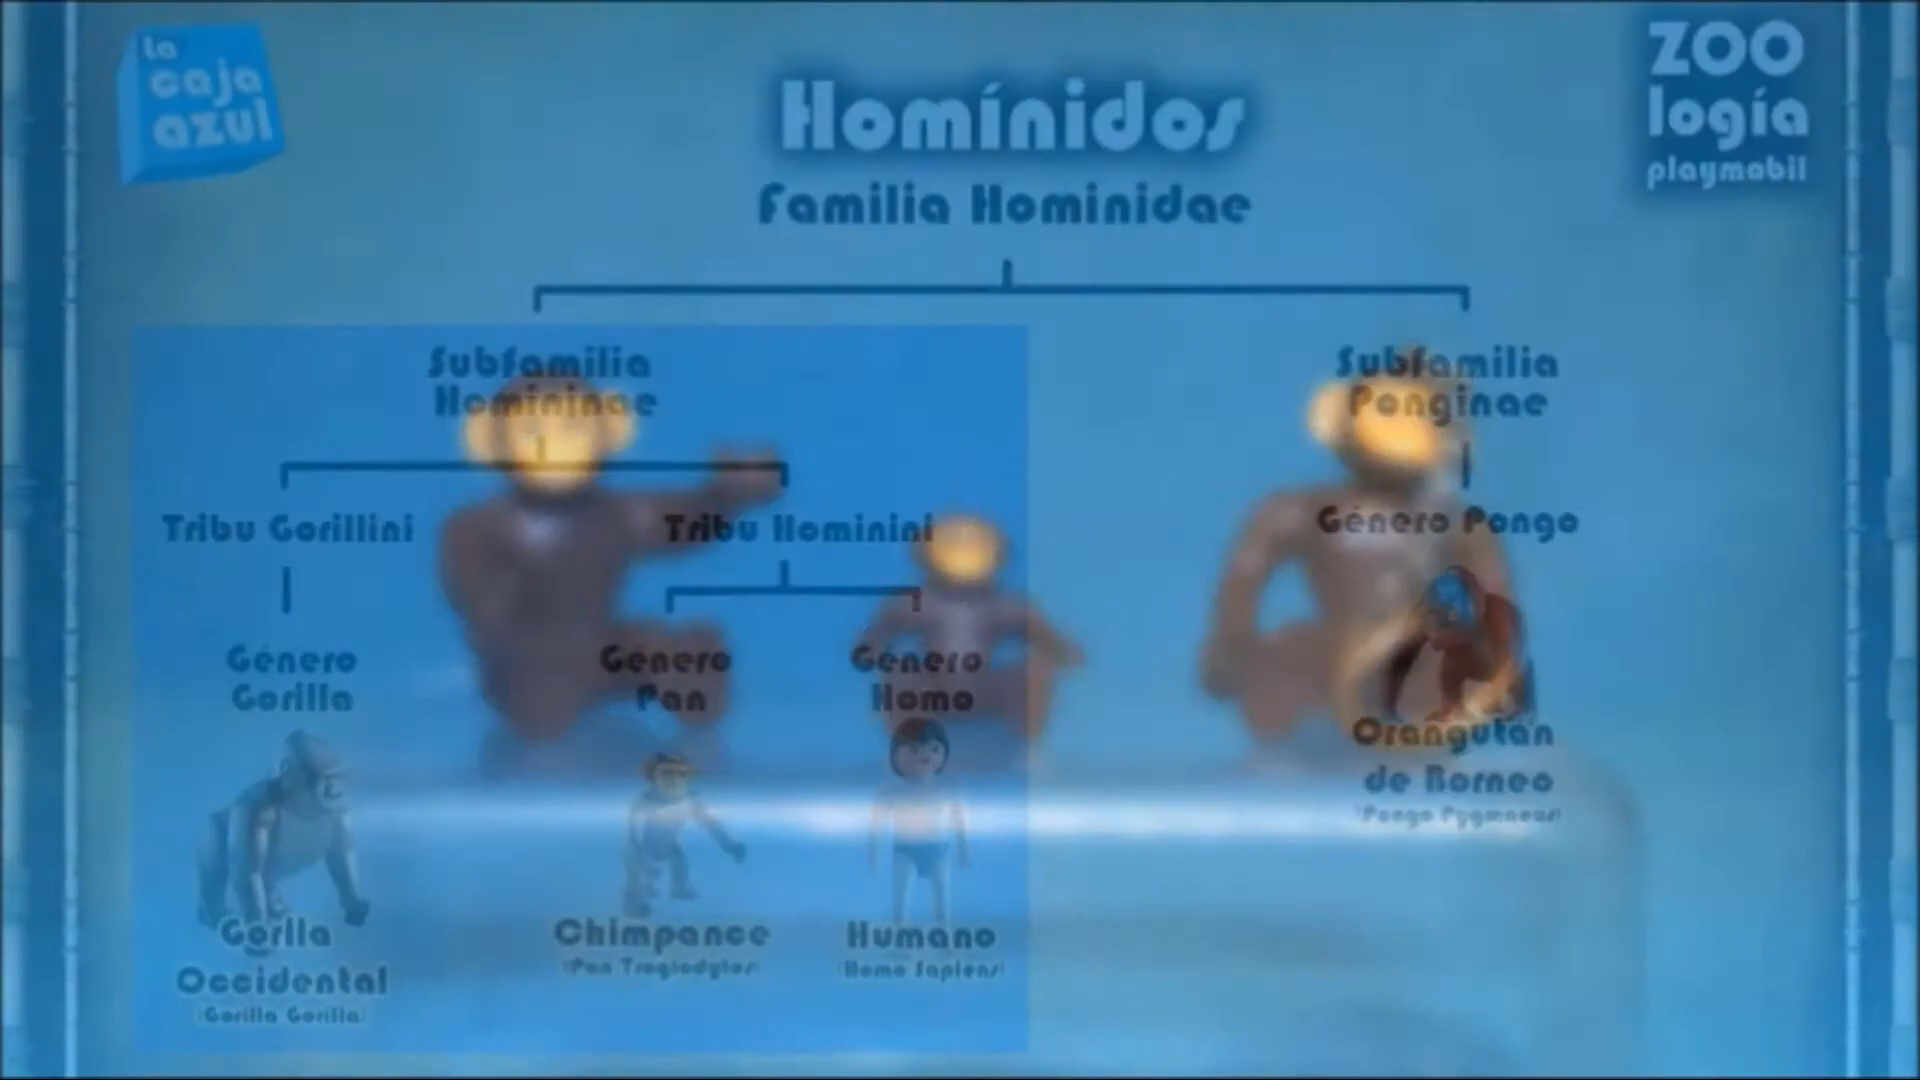 La
caja
azul
ZOO
logía
playmobil
Homínidos
Familia Hominidae
Subfamilia
Homininae
Subfamilia
Ponginae
Tribu Gorillini
Tribu Hominini
Género Pongo
Género
Gorilla
Género
Pan
Género
Homo
Orangután
de Borneo
(Pongo Pygmaeus)
Gorila
Occidental
(Gorilla Gorilla)
Chimpance
(Pan Troglodytes)
Humano
(Homo Sapiens)